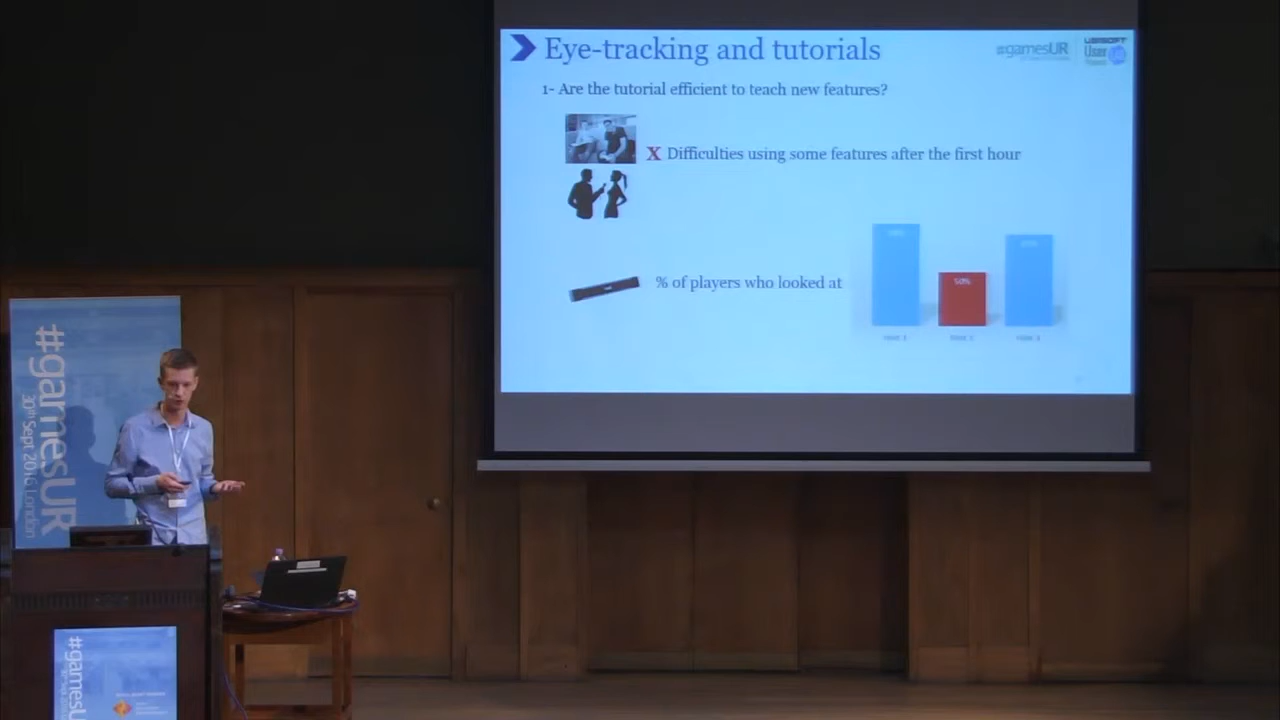 Eye-tracking and tutorials
#gamesUR
UBISOFT
User
1- Are the tutorial efficient to teach new features?
X Difficulties using some features after the first hour
% of players who looked at
50%
#gamesUR
30th Sept 2016 London
#gamesU